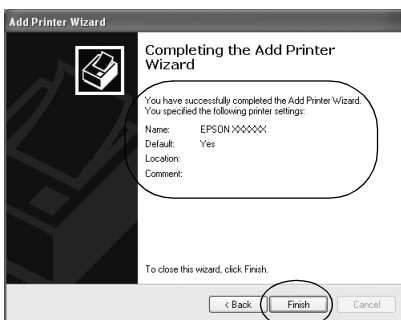 Add Printer Wizard
Completing the Add Printer
Wizard
You have successfully completed the Add Printer Wizard.
You specified the following printer settings:
Name: EPSON XXXXXX
Default: Yes
Location:
Comment:
To close this wizard, click Finish.
< Back Finish Cancel